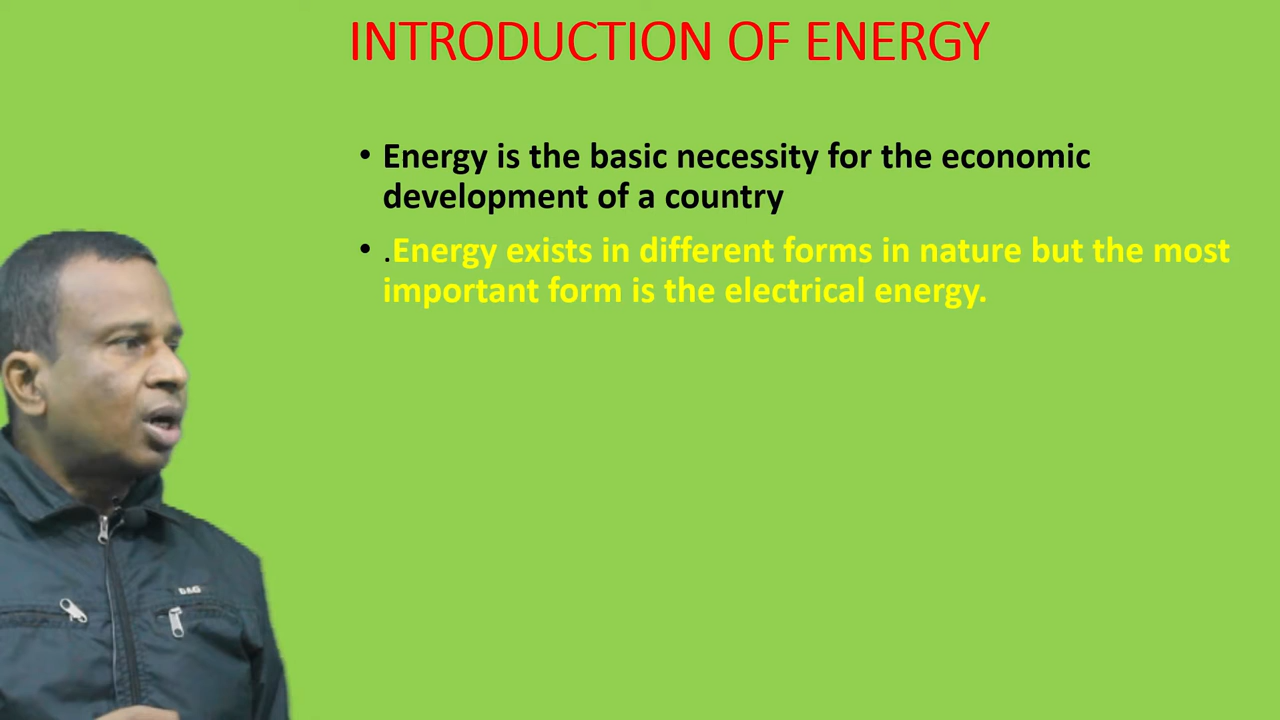 INTRODUCTION OF ENERGY
• Energy is the basic necessity for the economic
development of a country
• .Energy exists in different forms in nature but the most
important form is the electrical energy.
D&G